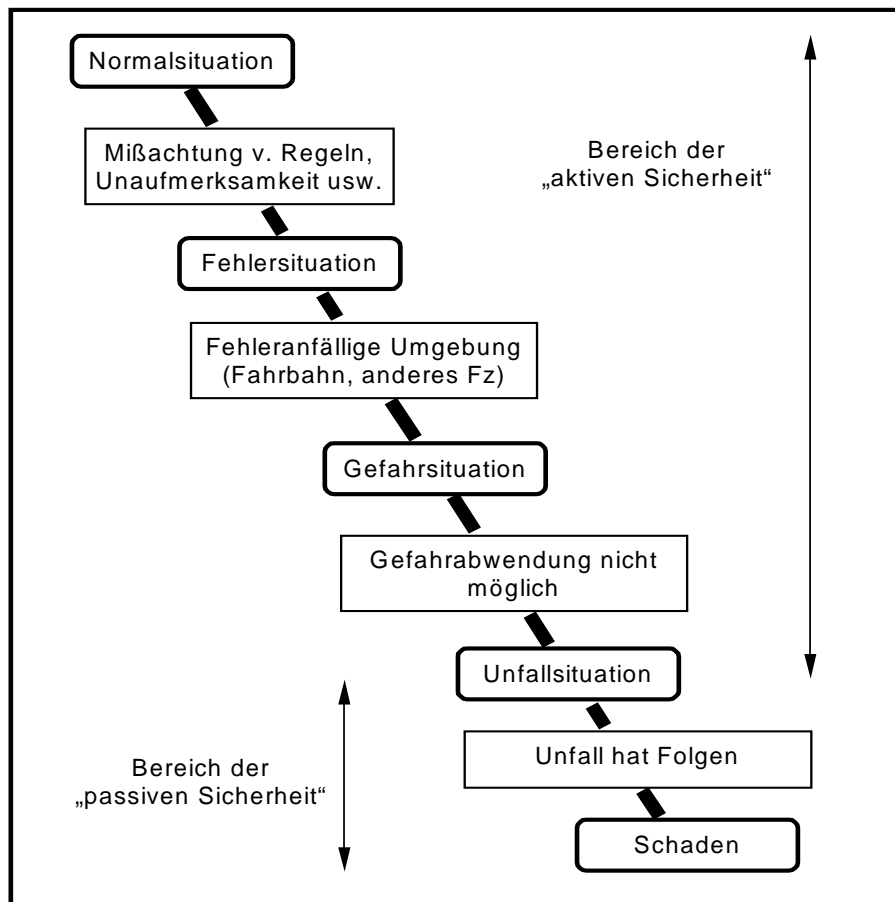 Normalsituation
Mißachtung v. Regeln,
Unaufmerksamkeit usw.
Bereich der
„aktiven Sicherheit“
Fehlersituation
Fehleranfällige Umgebung
(Fahrbahn, anderes Fz)
Gefahrsituation
Gefahrabwendung nicht
möglich
Unfallsituation
Unfall hat Folgen
Bereich der
„passiven Sicherheit“
Schaden